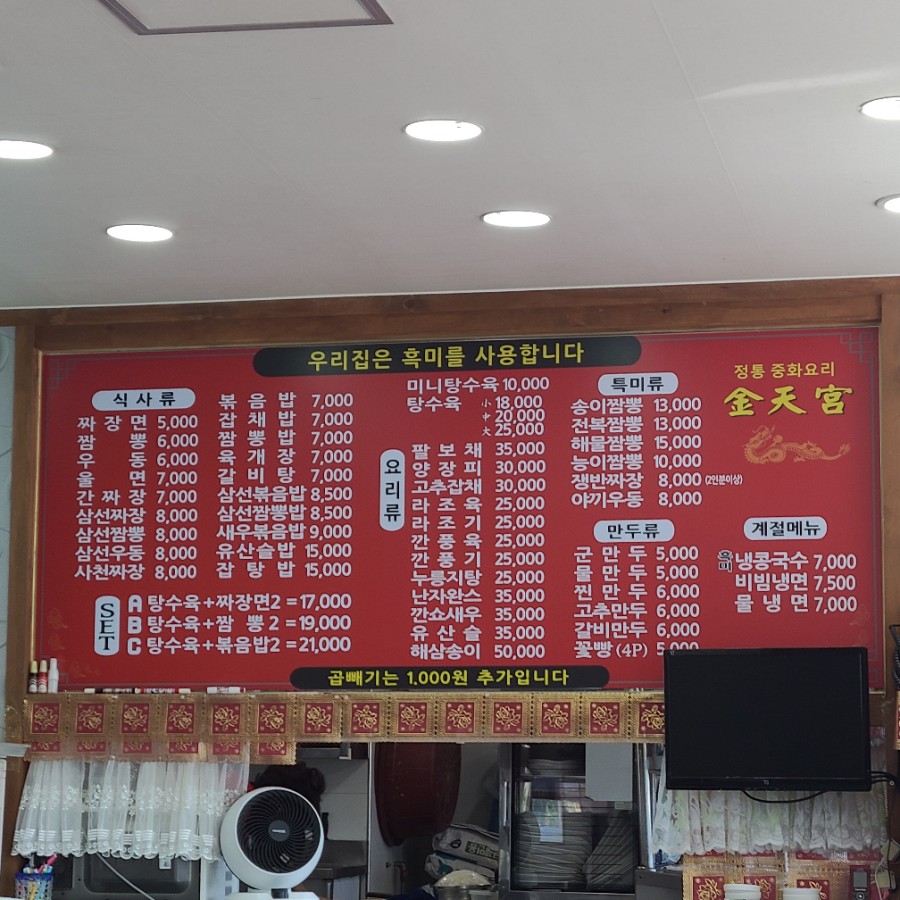 우리집은 흑미를 사용합니다
식사류
짜장면 5,000
짬뽕 6,000
우동 6,000
울면 7,000
간짜장 7,000
삼선짜장 8,000
삼선짬뽕 8,000
삼선우동 8,000
사천짜장 8,000
볶음밥 7,000
잡채밥 7,000
짬뽕밥 7,000
육개장 7,000
갈비탕 7,000
삼선볶음밥 8,500
삼선짬뽕밥 8,500
새우볶음밥 9,000
유산슬밥 15,000
잡탕밥 15,000
SET
A 탕수육+짜장면2 =17,000
B 탕수육+짬뽕2 =19,000
C 탕수육+볶음밥2 =21,000
요리류
미니탕수육 10,000
탕수육 小 18,000
中 20,000
大 25,000
팔보채 35,000
양장피 30,000
고추잡채 30,000
라조육 25,000
라조기 25,000
깐풍육 25,000
깐풍기 25,000
누룽지탕 25,000
난자완스 35,000
깐쇼새우 35,000
유산슬 35,000
해삼송이 50,000
특미류
송이짬뽕 13,000
전복짬뽕 13,000
해물짬뽕 15,000
능이짬뽕 10,000
쟁반짜장 8,000 (2인분이상)
야끼우동 8,000
만두류
군만두 5,000
물만두 5,000
찐만두 6,000
고추만두 6,000
갈비만두 6,000
꽃빵 (4P) 5,000
정통 중화요리
金天宮
계절메뉴
흑미 냉콩국수 7,000
비빔냉면 7,500
물냉면 7,000
곱빼기는 1,000원 추가입니다